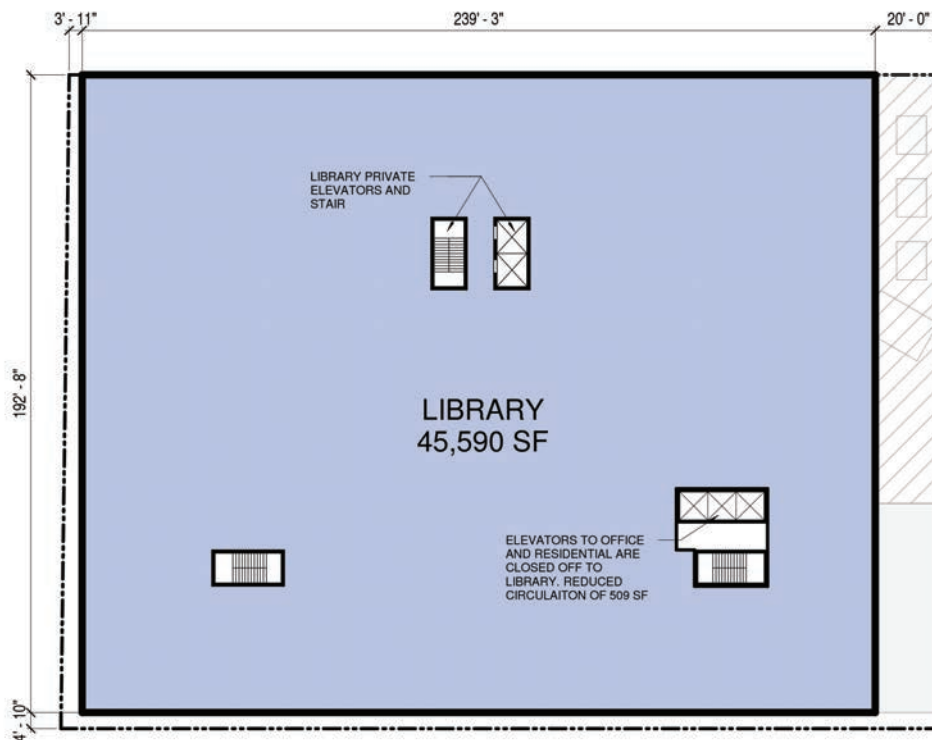 3' - 11"
239' - 3"
20' - 0"
LIBRARY PRIVATE
ELEVATORS AND
STAIR
192' - 8"
LIBRARY
45,590 SF
ELEVATORS TO OFFICE
AND RESIDENTIAL ARE
CLOSED OFF TO
LIBRARY. REDUCED
CIRCULAITON OF 509 SF
4' - 10"